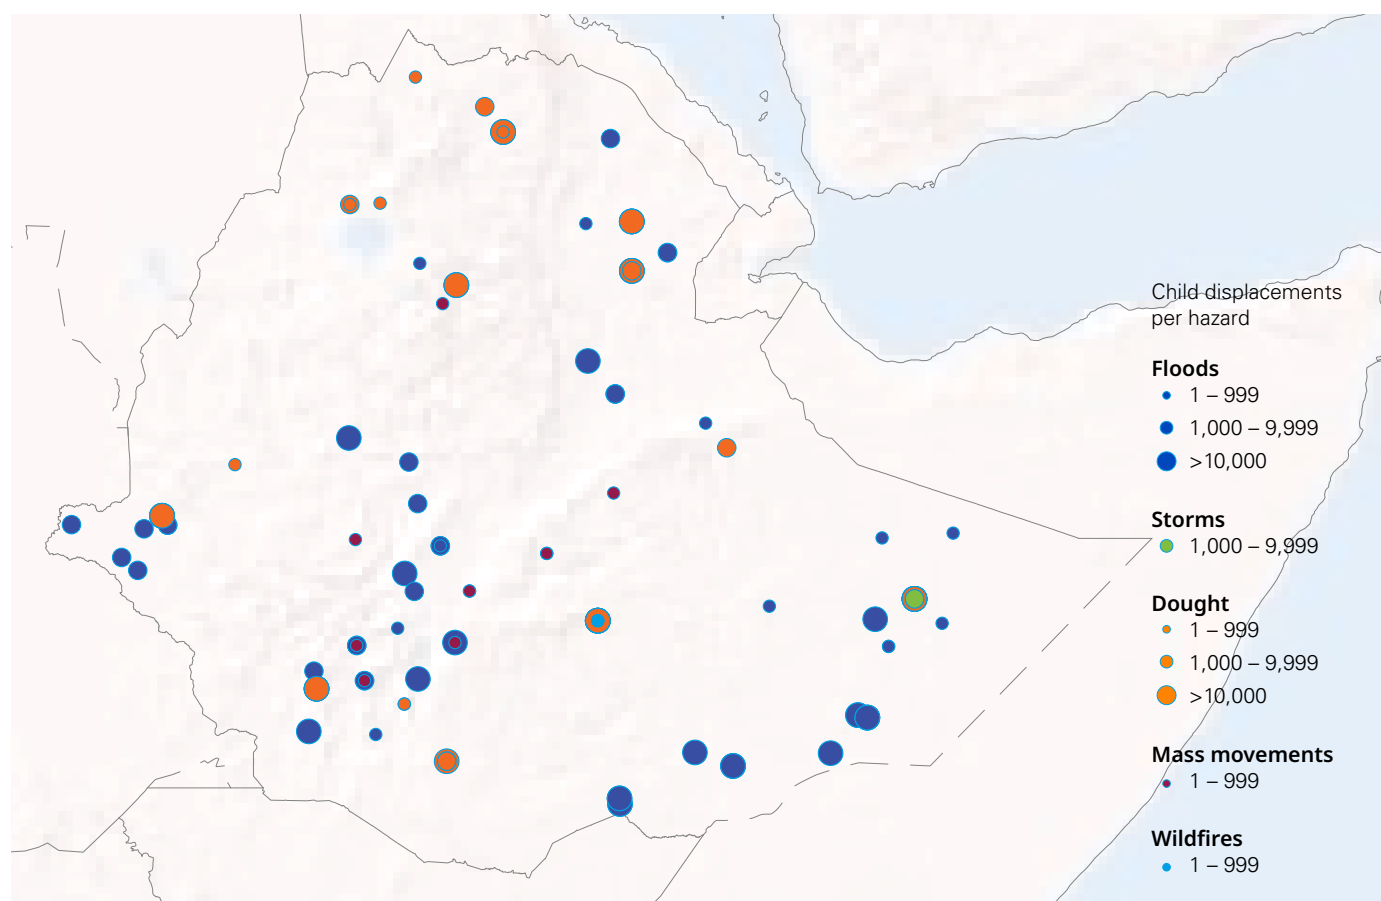 Child displacements
per hazard
Floods
1 – 999
1,000 – 9,999
>10,000
Storms
1,000 – 9,999
Dought
1 – 999
1,000 – 9,999
>10,000
Mass movements
1 – 999
Wildfires
1 – 999